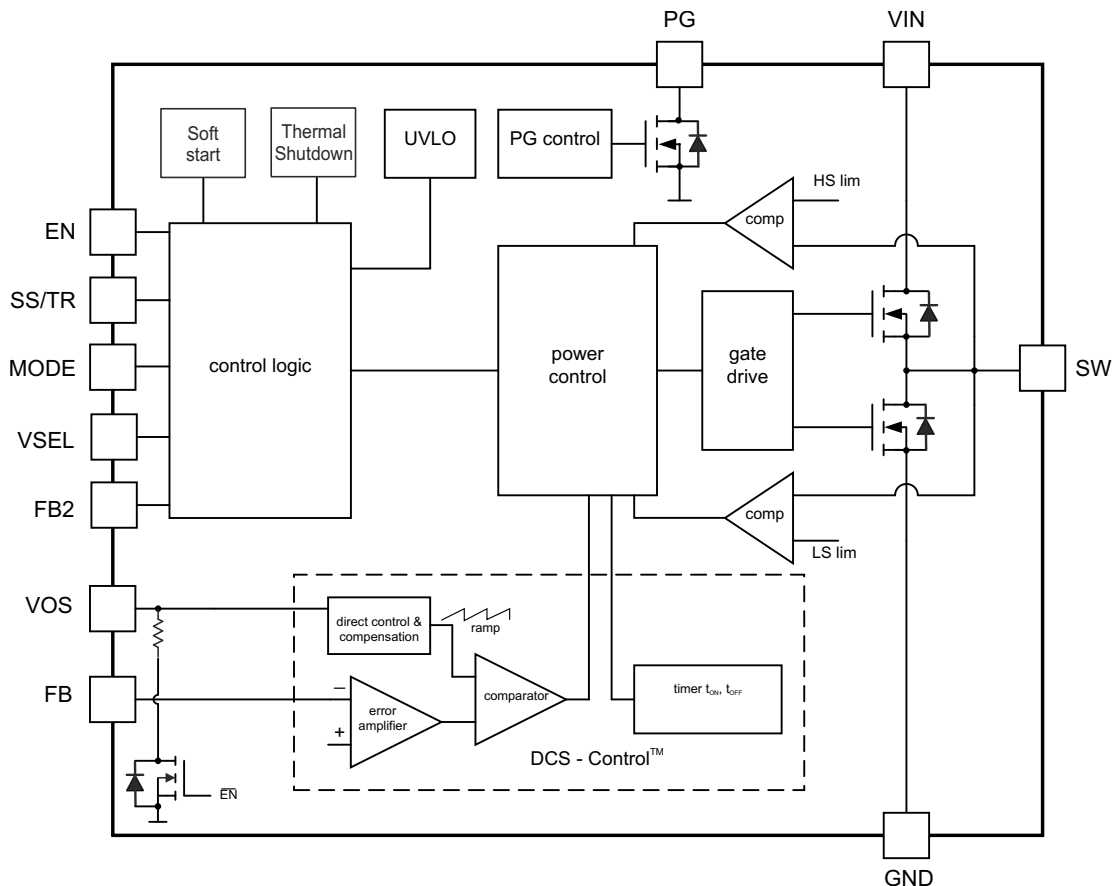 PG
VIN
Soft
start
Thermal
Shutdown
UVLO
PG control
HS lim
comp
EN
SS/TR
MODE
VSEL
FB2
control logic
power
control
gate
drive
SW
comp
LS lim
VOS
FB
direct control &
compensation
ramp
−
+
error
amplifier
comparator
timer tON, tOFF
DCS - Control™
E̅N̅
GND